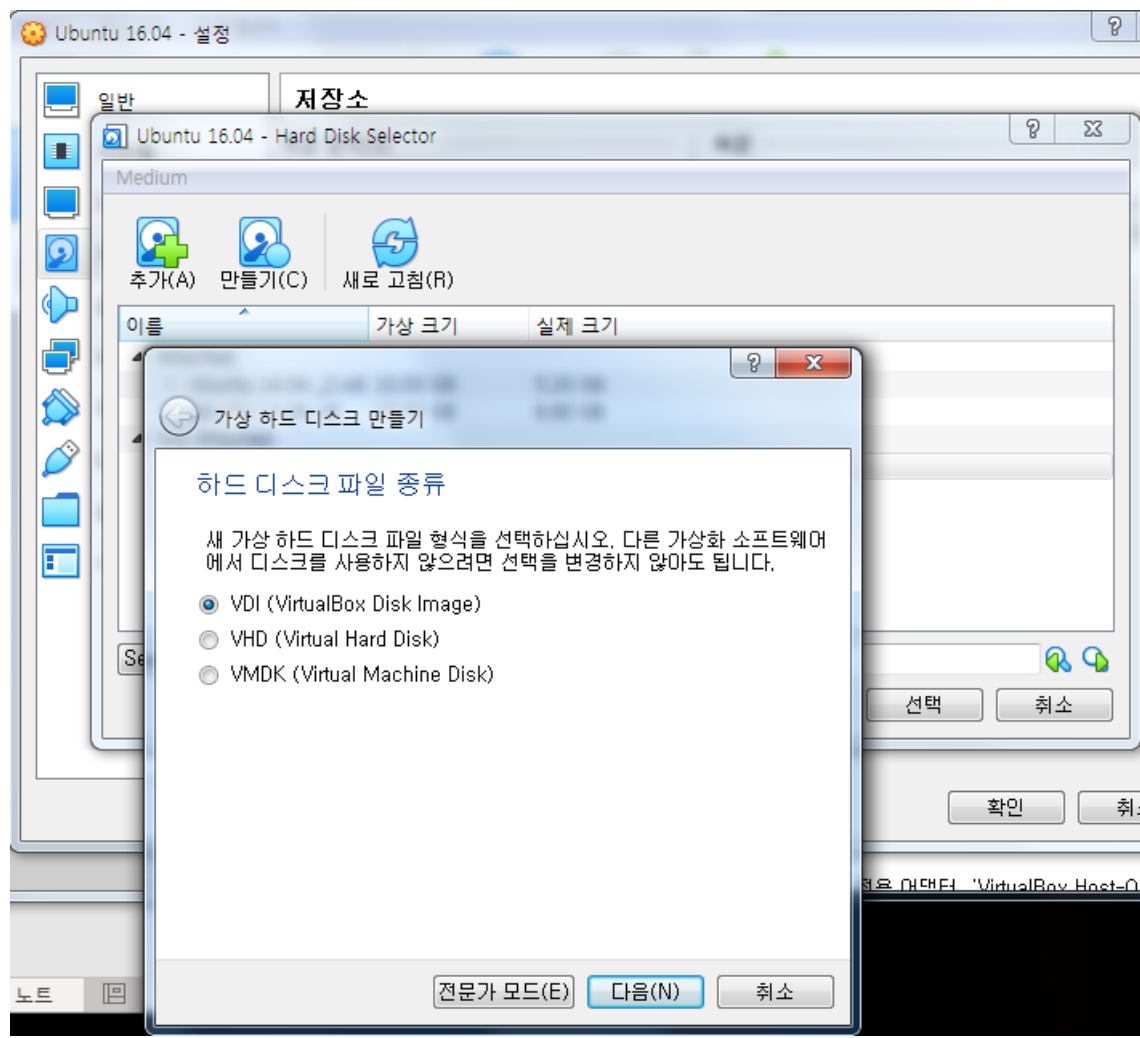 Ubuntu 16.04 - 설정
일반
저장소
Ubuntu 16.04 - Hard Disk Selector
Medium
추가(A) 만들기(C) 새로 고침(R)
이름 가상 크기 실제 크기
가상 하드 디스크 만들기
하드 디스크 파일 종류
새 가상 하드 디스크 파일 형식을 선택하십시오. 다른 가상화 소프트웨어
에서 디스크를 사용하지 않으려면 선택을 변경하지 않아도 됩니다.
VDI (VirtualBox Disk Image)
VHD (Virtual Hard Disk)
VMDK (Virtual Machine Disk)
Se
선택 취소
확인 취
어댑터 'VirtualBox Host-O
노트
전문가 모드(E) 다음(N) 취소